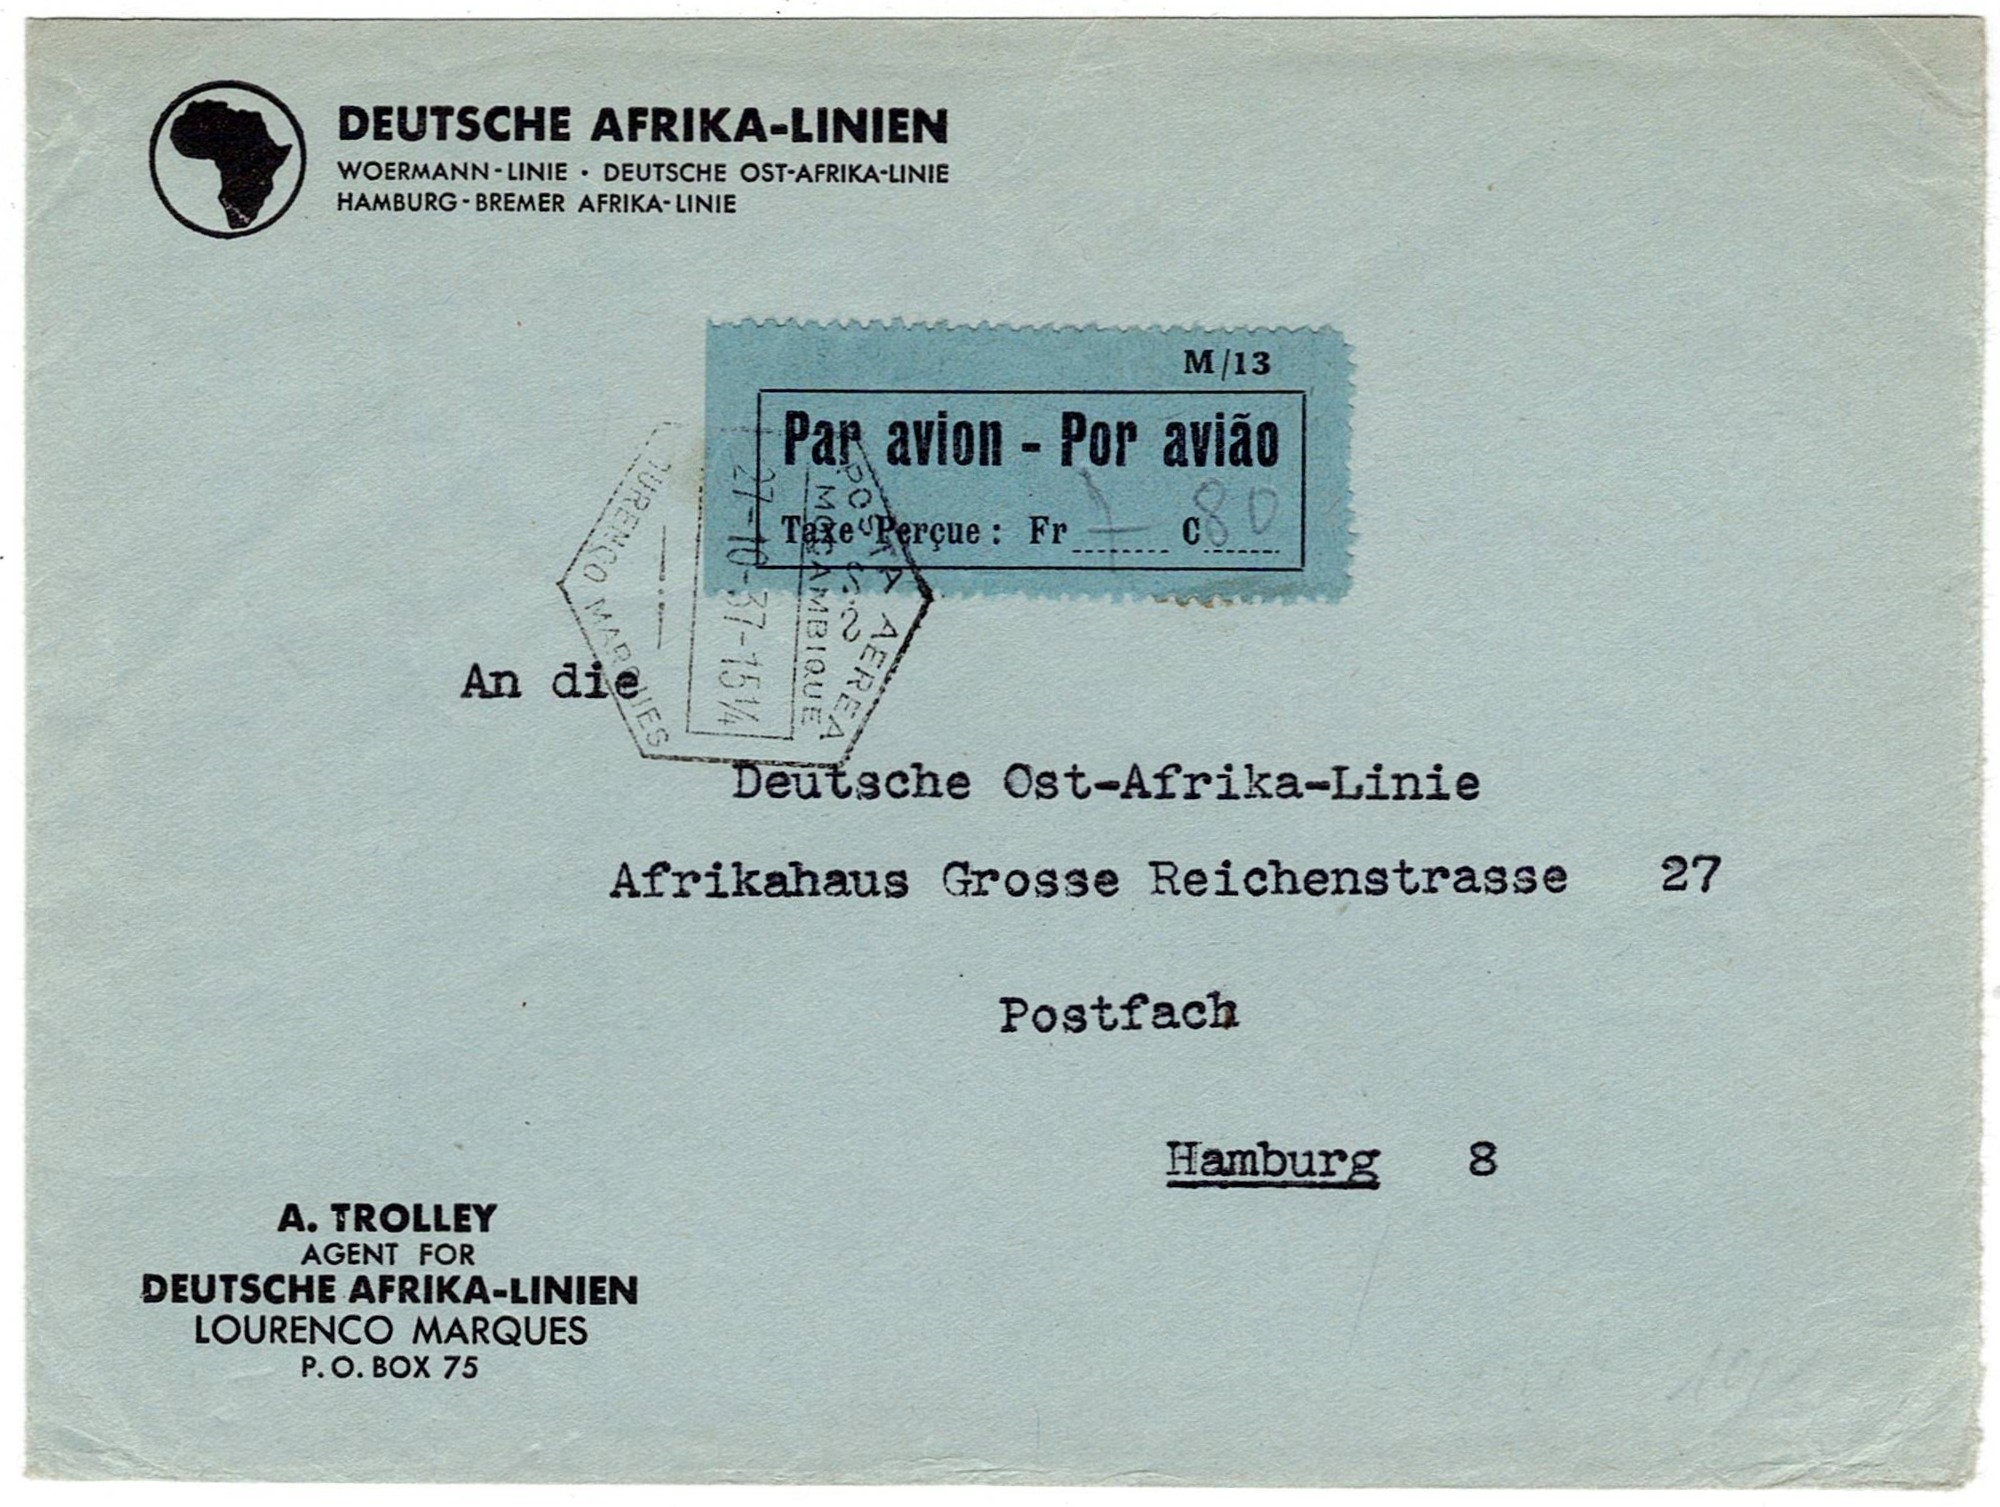 DEUTSCHE AFRIKA-LINIEN
WOERMANN-LINIE · DEUTSCHE OST-AFRIKA-LINIE
HAMBURG-BREMER AFRIKA-LINIE
M/13
Par avion - Por avião
Taxe Perçue: Fr 7 C 80
POSTA AEREA
MOÇAMBIQUE
27-10-37-15¼
LOURENÇO MARQUES
An die
Deutsche Ost-Afrika-Linie
Afrikahaus Grosse Reichenstrasse 27
Postfach
Hamburg 8
A. TROLLEY
AGENT FOR
DEUTSCHE AFRIKA-LINIEN
LOURENCO MARQUES
P. O. BOX 75